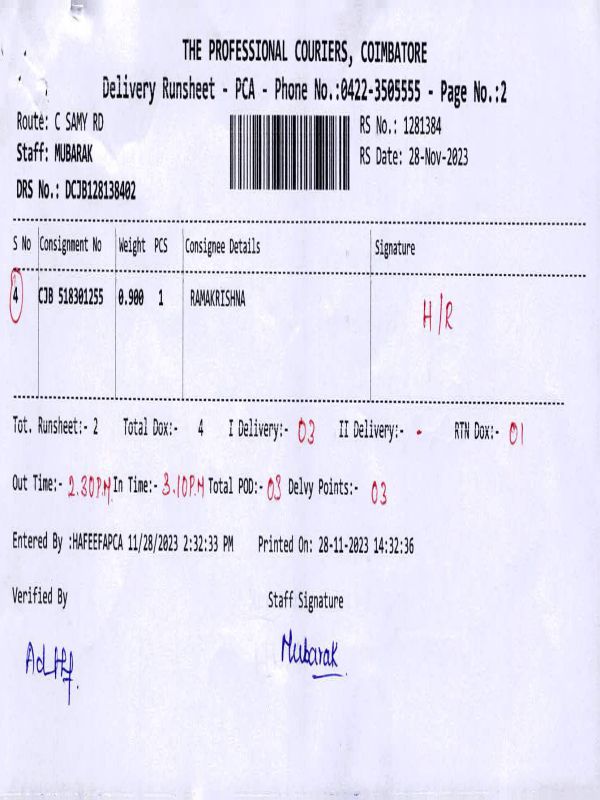 THE PROFESSIONAL COURIERS, COIMBATORE
Delivery Runsheet - PCA - Phone No.:0422-3505555 - Page No.:2
Route: C SAMY RD
RS No.: 1281384
Staff: MUBARAK
RS Date: 28-Nov-2023
DRS No.: DCJB128138402
S No Consignment No Weight PCS Consignee Details Signature
4 CJB 518301255 0.900 1 RAMAKRISHNA H/R
Tot. Runsheet:- 2 Total Dox:- 4 I Delivery:- 03 II Delivery:- - RTN Dox:- 01
Out Time:- 2.30P.M. In Time:- 3.10P.M Total POD:- 03 Delvy Points:- 03
Entered By :HAFEEFAPCA 11/28/2023 2:32:33 PM Printed On: 28-11-2023 14:32:36
Verified By Staff Signature
Mubarak